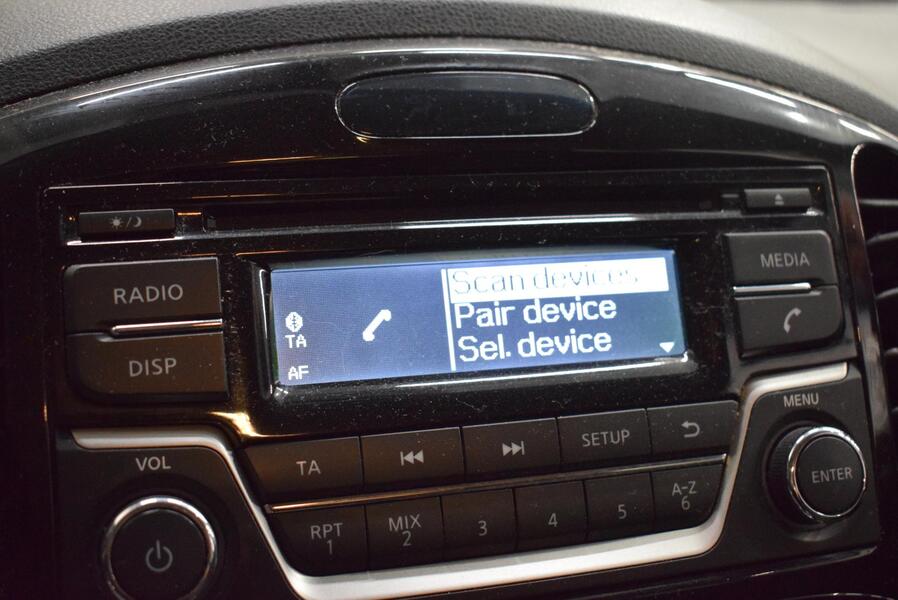 RADIO
DISP
TA
AF
Scan devices
Pair device
Sel. device
MEDIA
MENU
ENTER
VOL
TA
SETUP
RPT
1
MIX
2
3
4
5
A-Z
6